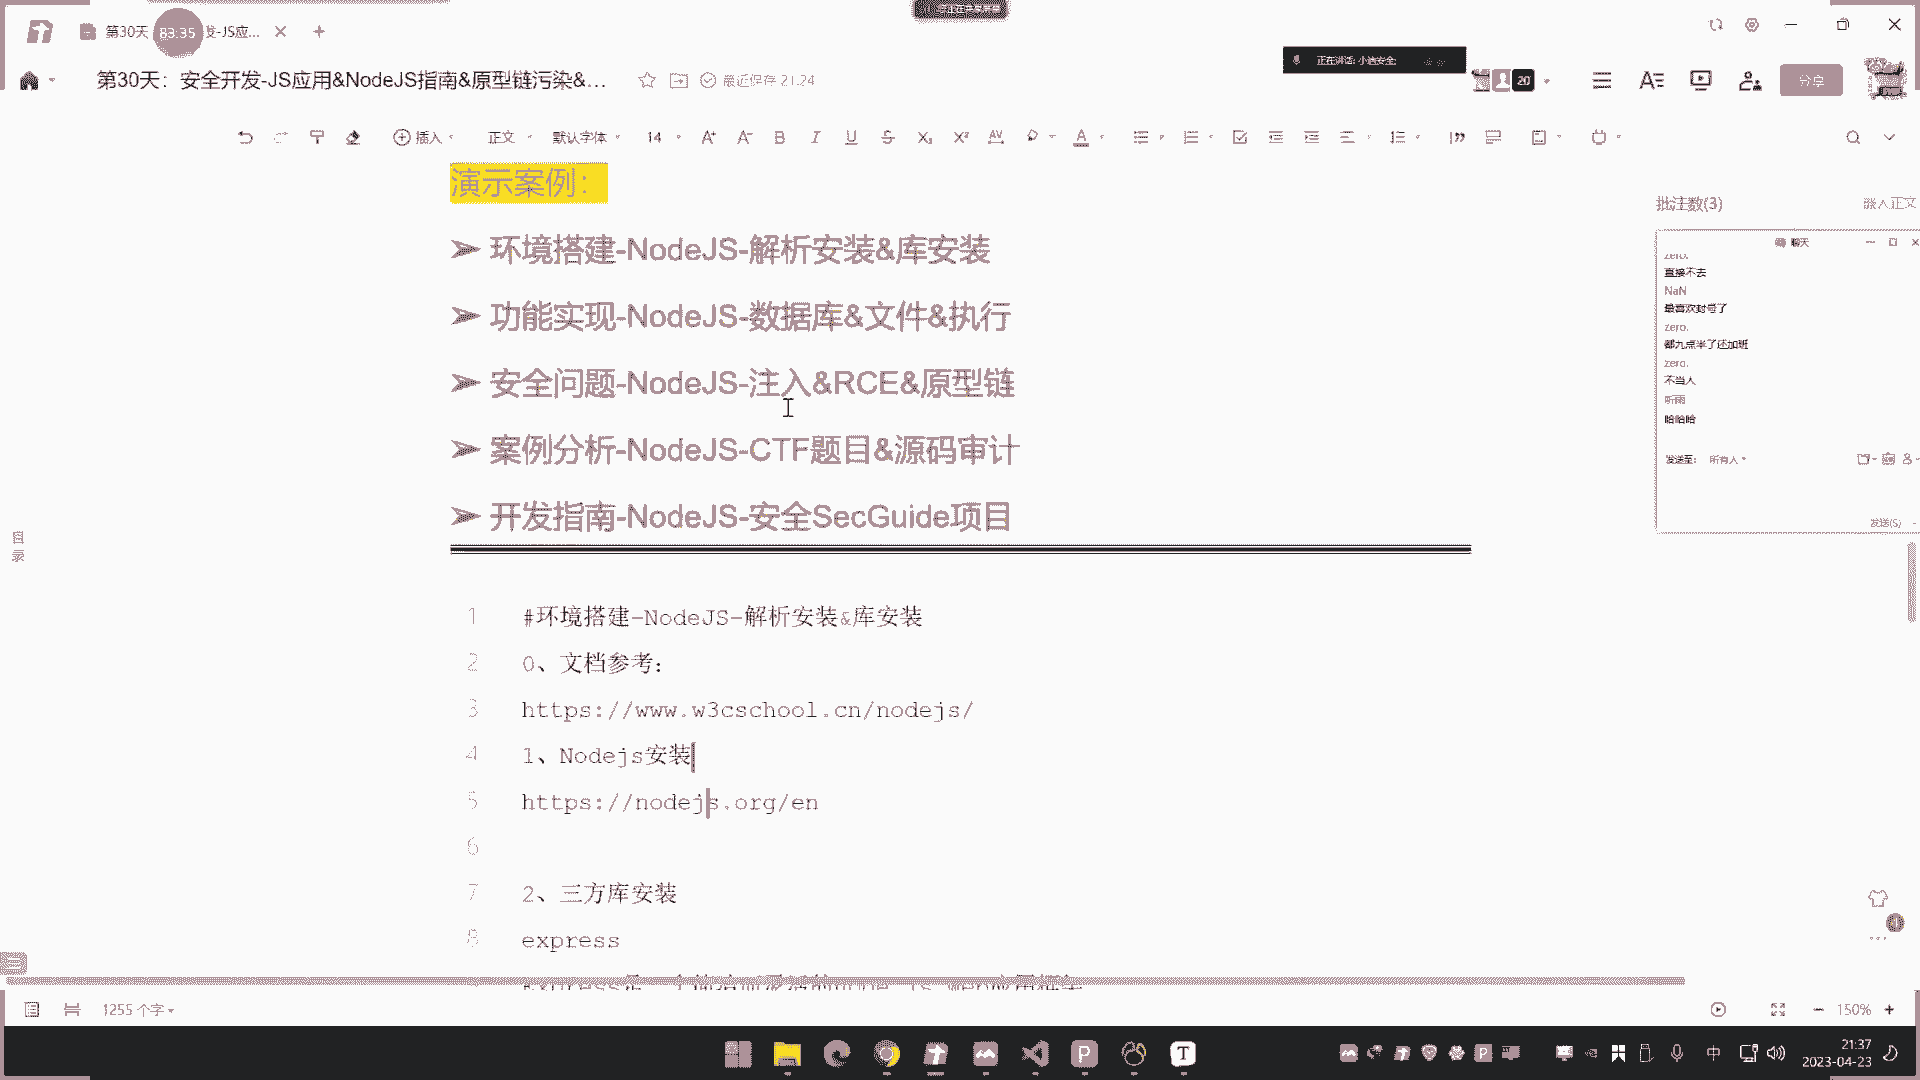 第30天
83:35
发-JS应...
第30天：安全开发-JS应用&NodeJS指南&原型链污染&...
最近保存 21:24
正在讲话: 小迪安全;
20
分享
插入
正文
默认字体
14
演示案例：
➢ 环境搭建-NodeJS-解析安装&库安装
➢ 功能实现-NodeJS-数据库&文件&执行
➢ 安全问题-NodeJS-注入&RCE&原型链
➢ 案例分析-NodeJS-CTF题目&源码审计
➢ 开发指南-NodeJS-安全SecGuide项目
批注数(3)
嵌入正文
聊天
zero.
直接不去
NaN
最喜欢封号了
zero.
都九点半了还加班
zero.
不当人
听雨
哈哈哈
发送至: 所有人
发送(S)
目录
1 #环境搭建-NodeJS-解析安装&库安装
2 0、文档参考：
3 https://www.w3cschool.cn/nodejs/
4 1、Nodejs安装
5 https://nodejs.org/en
6
7 2、三方库安装
8 express
1255 个字
150%
中
21:37
2023-04-23